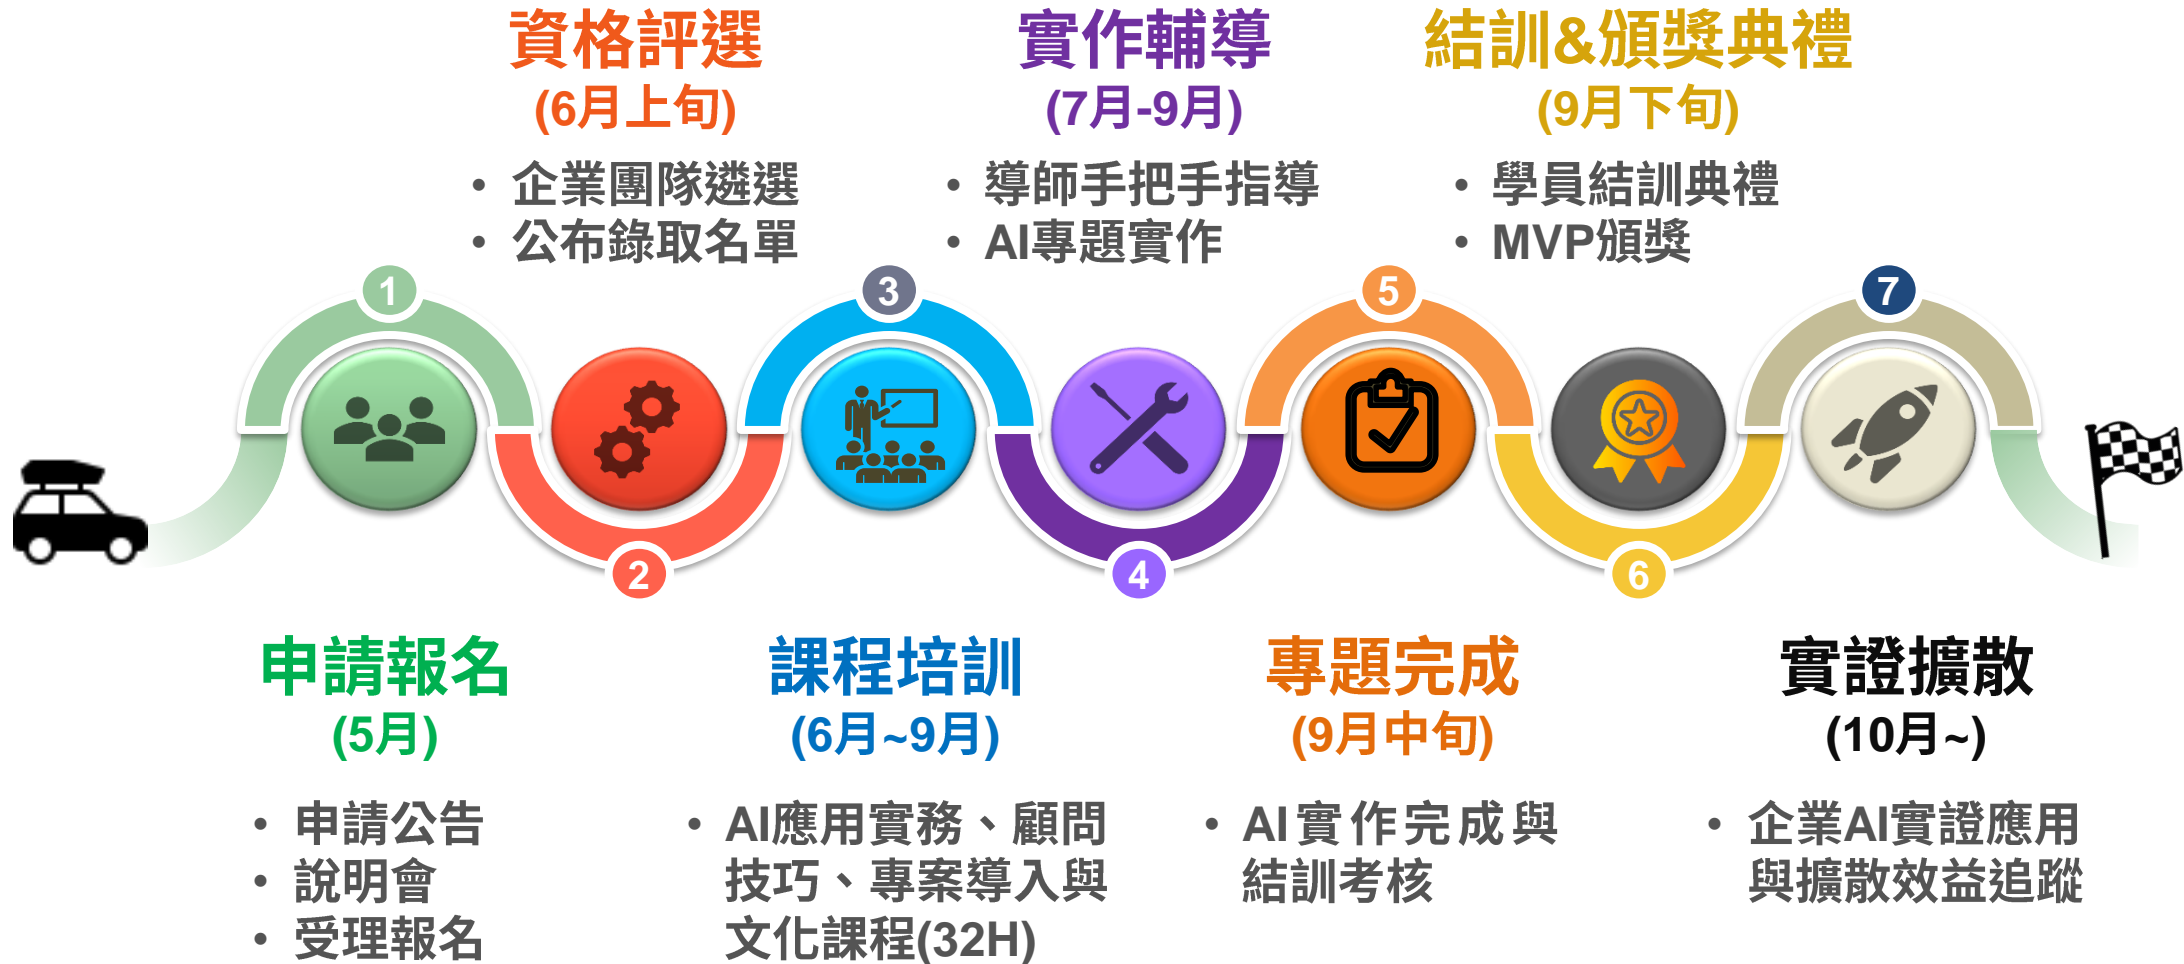 資格評選
(6月上旬)
• 企業團隊遴選
• 公布錄取名單
實作輔導
(7月-9月)
• 導師手把手指導
• AI專題實作
結訓&頒獎典禮
(9月下旬)
• 學員結訓典禮
• MVP頒獎
1
2
3
4
5
6
7
申請報名
(5月)
• 申請公告
• 說明會
• 受理報名
課程培訓
(6月~9月)
• AI應用實務、顧問
技巧、專案導入與
文化課程(32H)
專題完成
(9月中旬)
• AI實作完成與
結訓考核
實證擴散
(10月~)
• 企業AI實證應用
與擴散效益追蹤